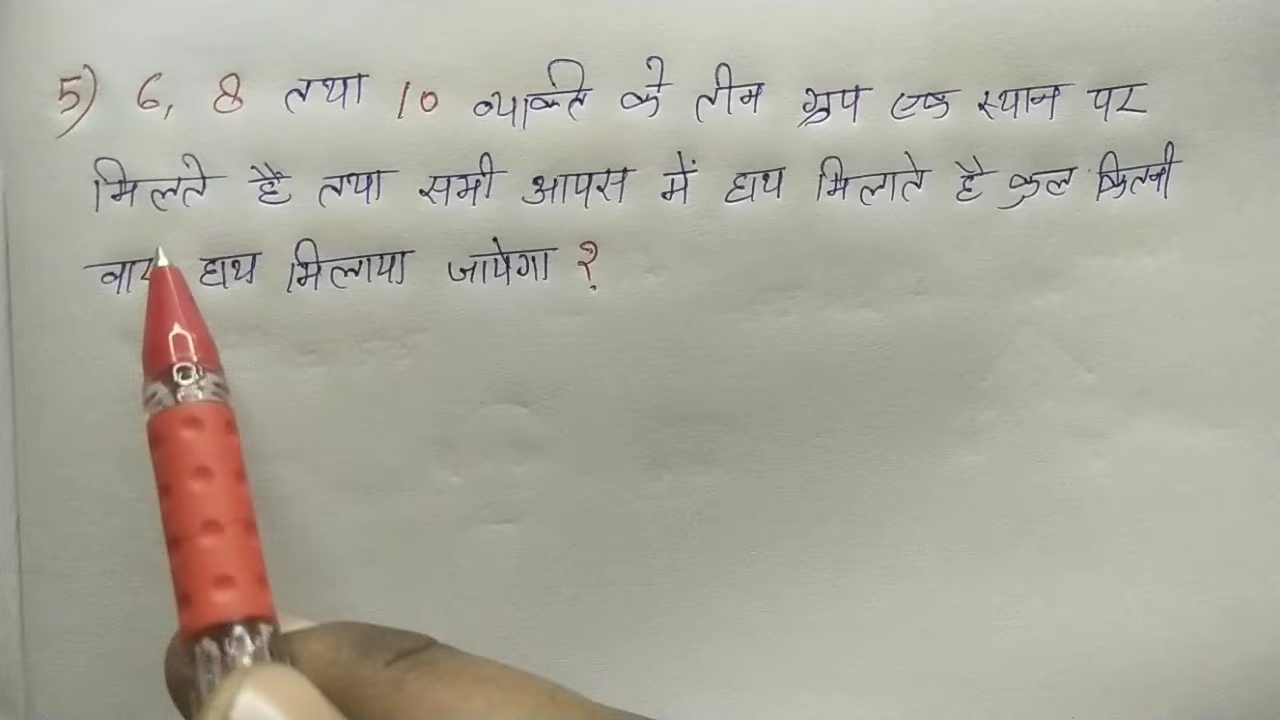 5) 6, 8 तथा 10 व्यक्ति के तीन ग्रुप एक स्थान पर
मिलते है तथा सभी आपस में हाथ मिलाते है कुल कितनी
हाथ मिलाया जायेगा ?